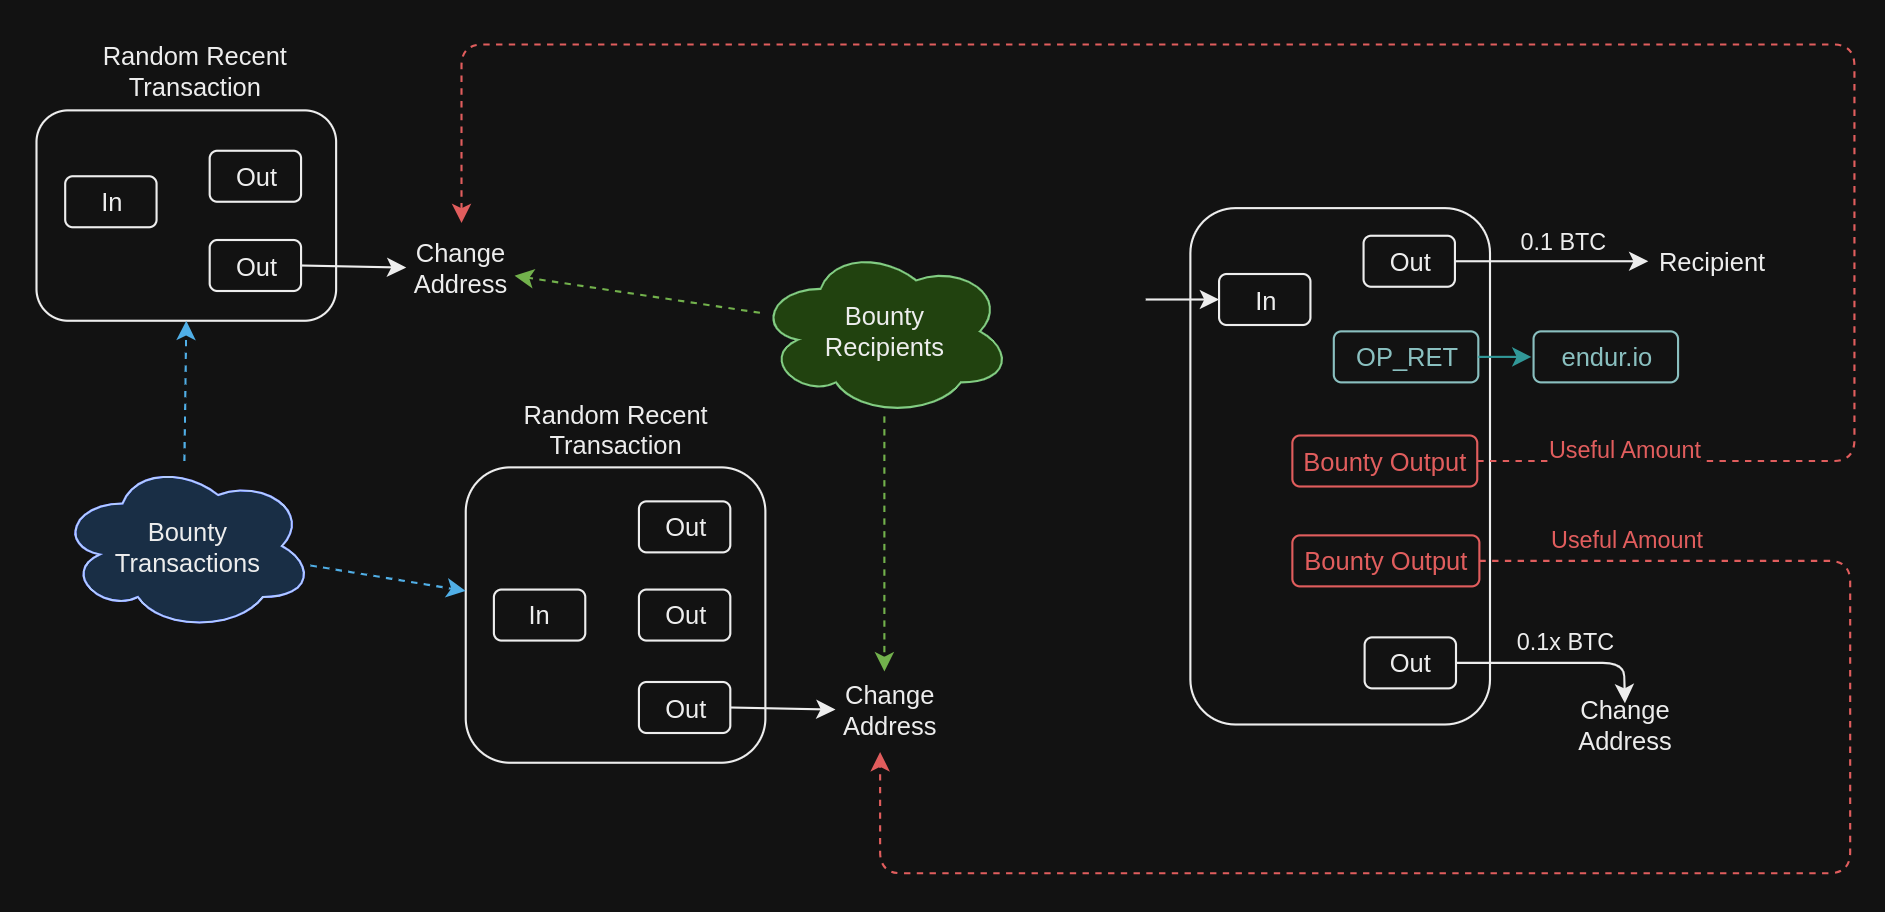 Random Recent
Transaction
In
Out
Out
Change
Address
Bounty
Transactions
Random Recent
Transaction
In
Out
Out
Out
Change
Address
Bounty
Recipients
In
Out
0.1 BTC
Recipient
OP_RET
endur.io
Bounty Output
Useful Amount
Bounty Output
Useful Amount
Out
0.1x BTC
Change
Address